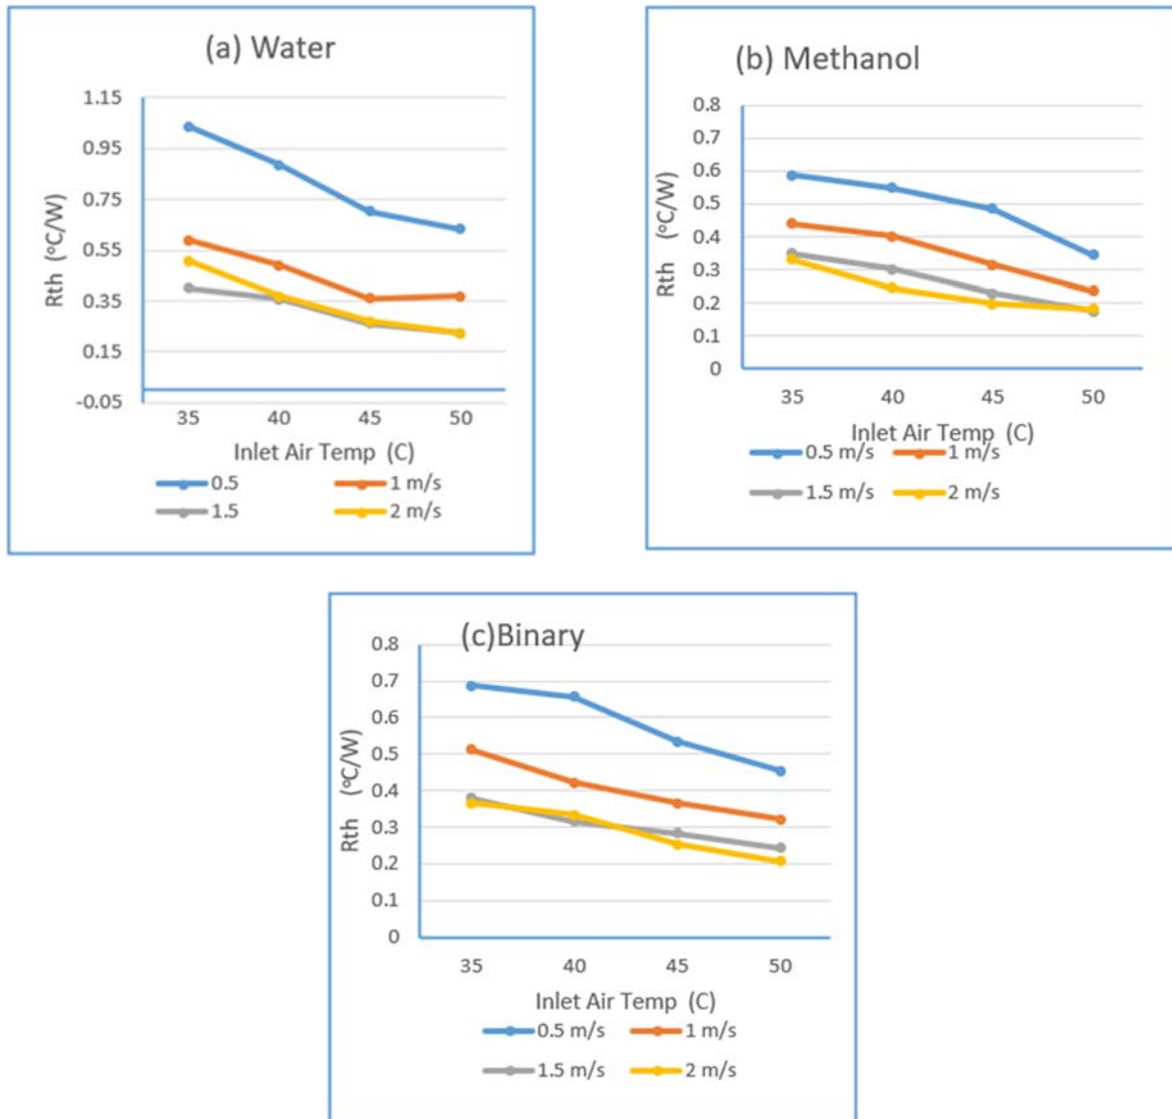 (a) Water
Rth (°C/W)
1.15
0.95
0.75
0.55
0.35
0.15
-0.05
35 40 45 50
Inlet Air Temp (C)
0.5 1 m/s
1.5 2 m/s
(b) Methanol
Rth (°C/W)
0.8
0.7
0.6
0.5
0.4
0.3
0.2
0.1
0
35 40 45 50
Inlet Air Temp (C)
0.5 m/s 1 m/s
1.5 m/s 2 m/s
(c)Binary
Rth (°C/W)
0.8
0.7
0.6
0.5
0.4
0.3
0.2
0.1
0
35 40 45 50
Inlet Air Temp (C)
0.5 m/s 1 m/s
1.5 m/s 2 m/s